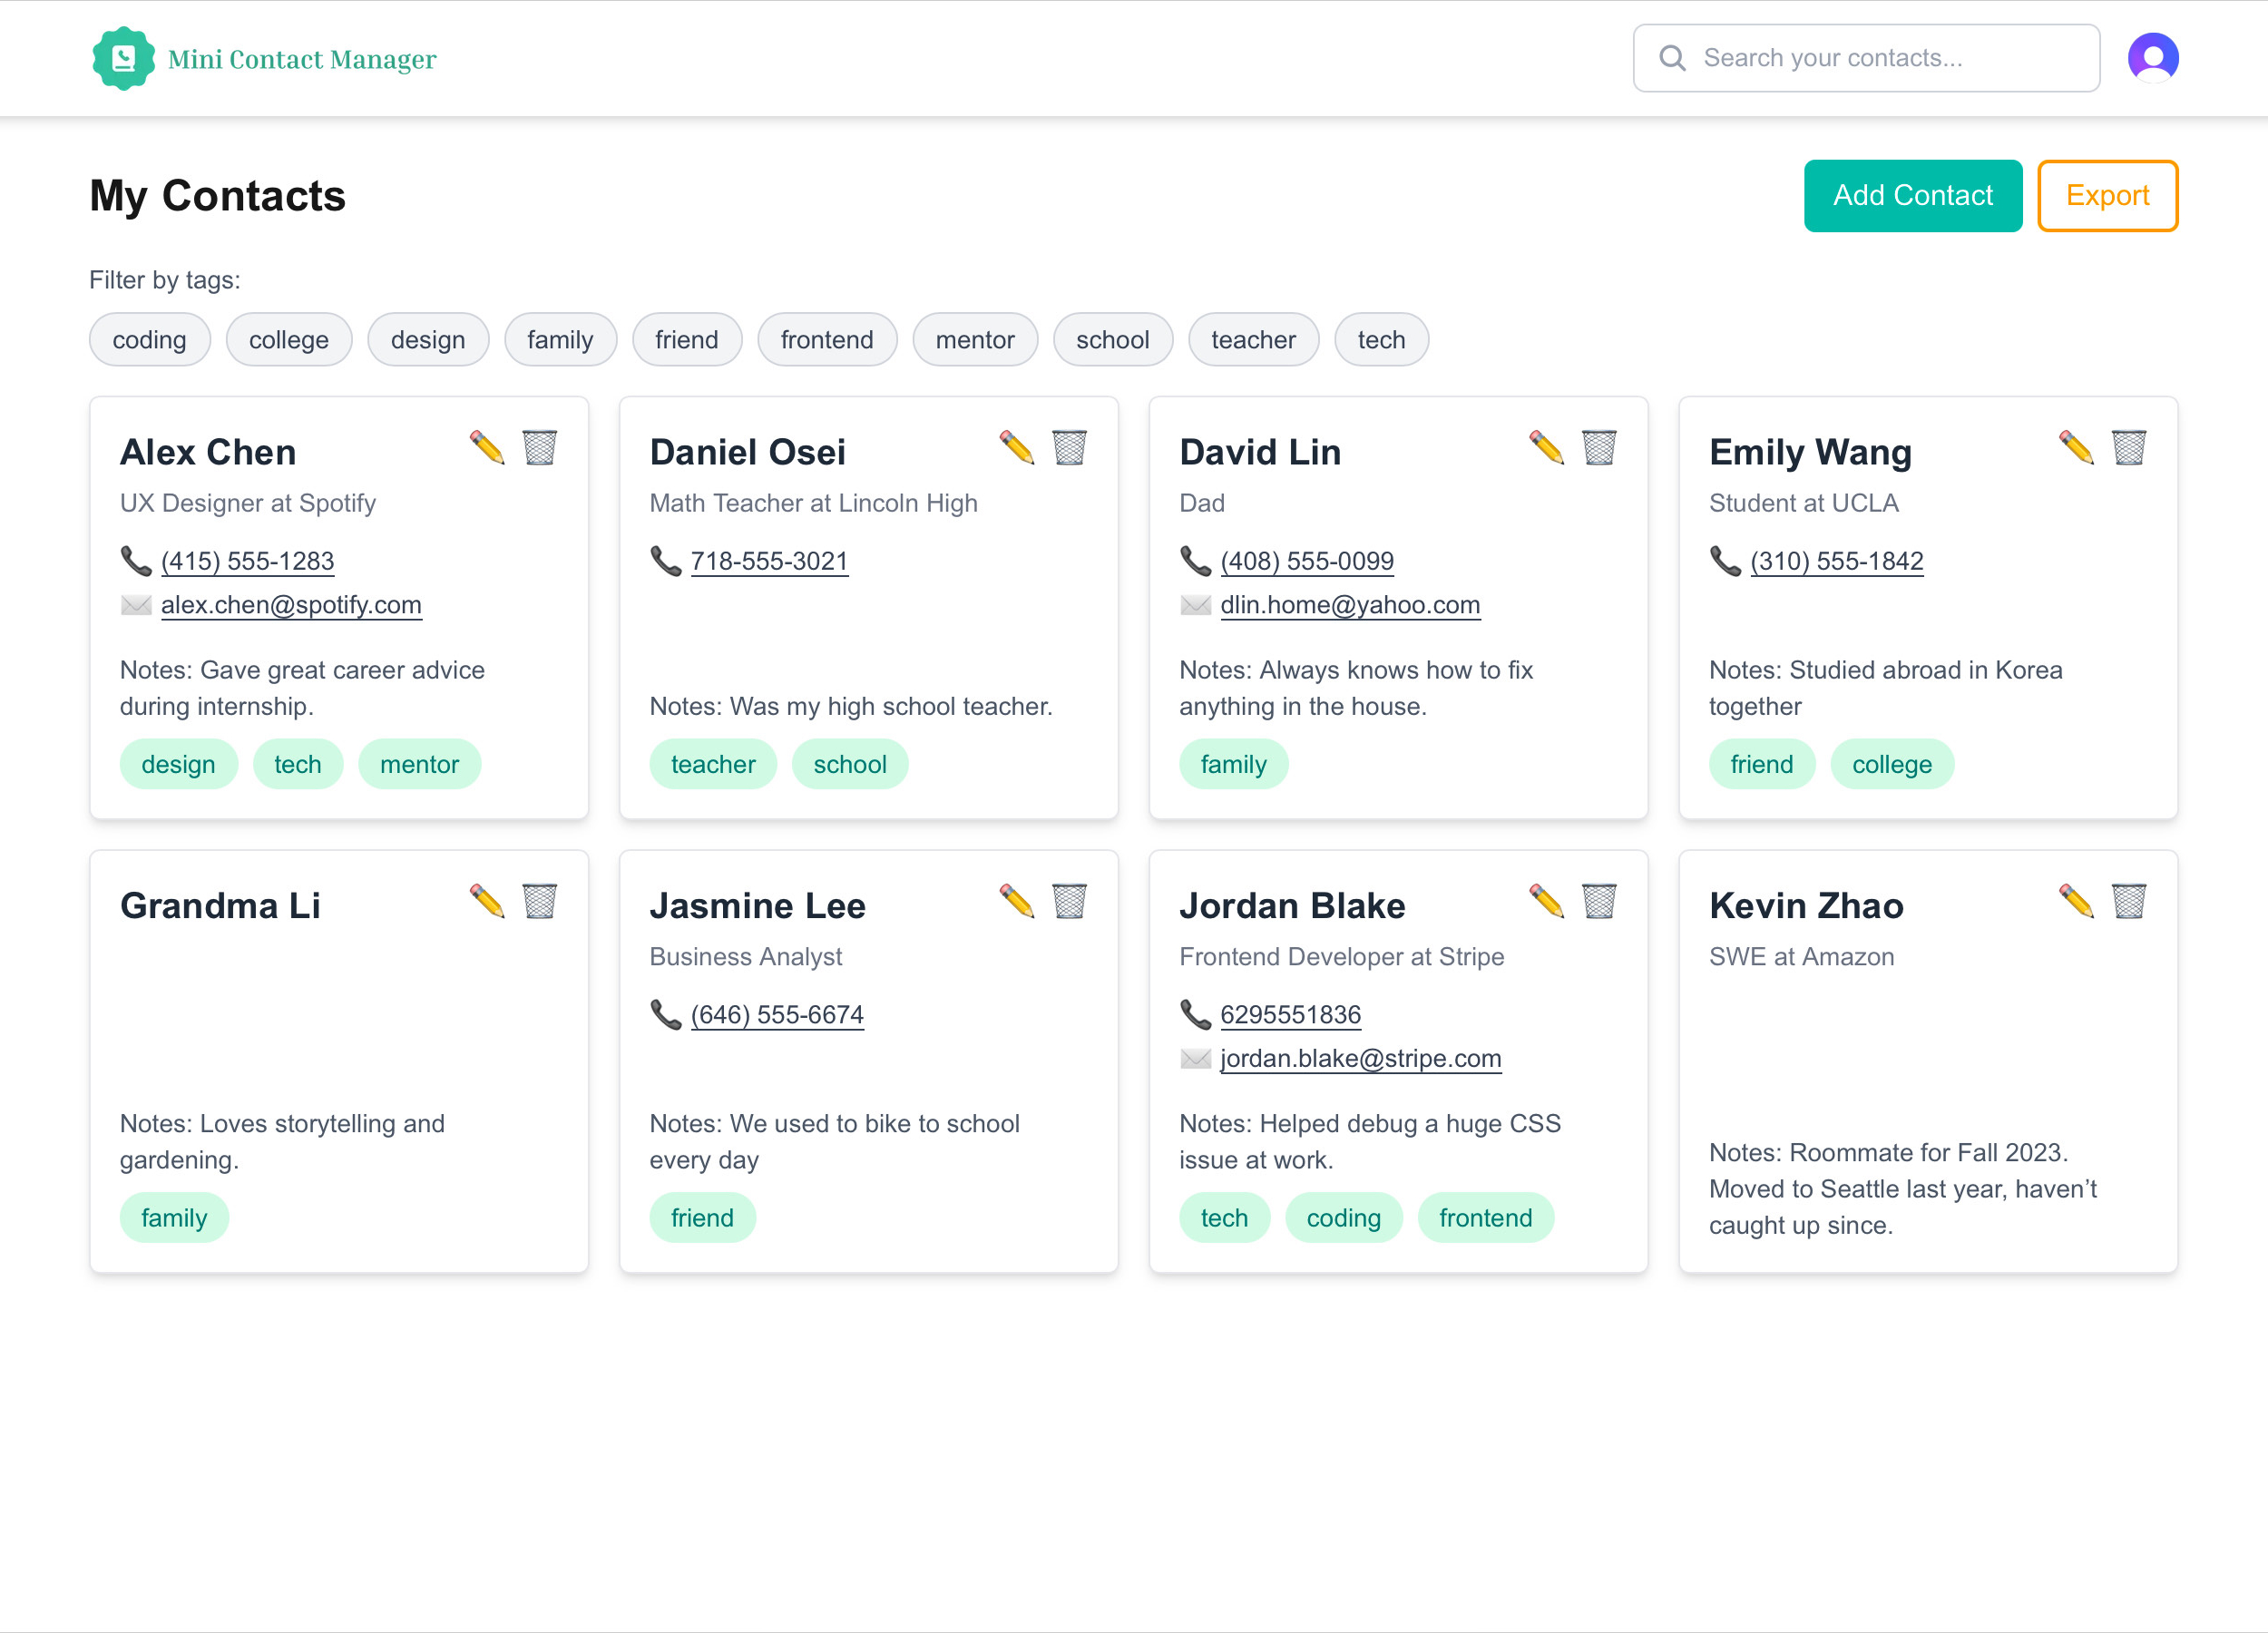 Mini Contact Manager
Search your contacts...
My Contacts
Add Contact
Export
Filter by tags:
coding
college
design
family
friend
frontend
mentor
school
teacher
tech
Alex Chen
UX Designer at Spotify
(415) 555-1283
alex.chen@spotify.com
Notes: Gave great career advice
during internship.
design
tech
mentor
Daniel Osei
Math Teacher at Lincoln High
718-555-3021
Notes: Was my high school teacher.
teacher
school
David Lin
Dad
(408) 555-0099
dlin.home@yahoo.com
Notes: Always knows how to fix
anything in the house.
family
Emily Wang
Student at UCLA
(310) 555-1842
Notes: Studied abroad in Korea
together
friend
college
Grandma Li
Notes: Loves storytelling and
gardening.
family
Jasmine Lee
Business Analyst
(646) 555-6674
Notes: We used to bike to school
every day
friend
Jordan Blake
Frontend Developer at Stripe
6295551836
jordan.blake@stripe.com
Notes: Helped debug a huge CSS
issue at work.
tech
coding
frontend
Kevin Zhao
SWE at Amazon
Notes: Roommate for Fall 2023.
Moved to Seattle last year, haven’t
caught up since.